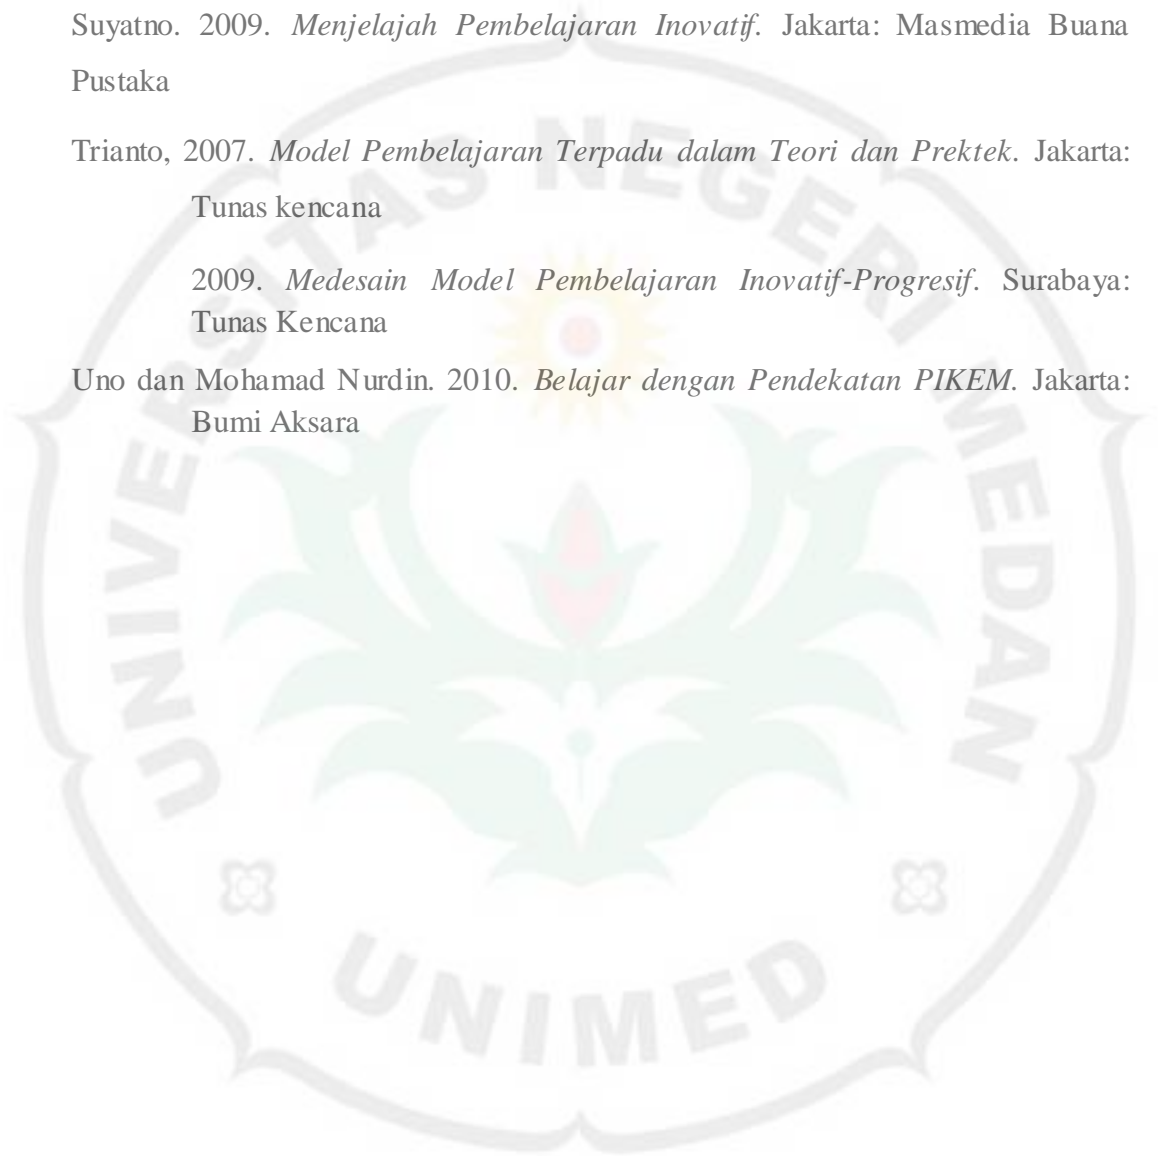 Suyatno. 2009. Menjelajah Pembelajaran Inovatif. Jakarta: Masmedia Buana
Pustaka
Trianto, 2007. Model Pembelajaran Terpadu dalam Teori dan Prektek. Jakarta:
Tunas kencana
2009. Medesain Model Pembelajaran Inovatif-Progresif. Surabaya:
Tunas Kencana
Uno dan Mohamad Nurdin. 2010. Belajar dengan Pendekatan PIKEM. Jakarta:
Bumi Aksara
UNIVERSITAS NEGERI MEDAN
UNIMED